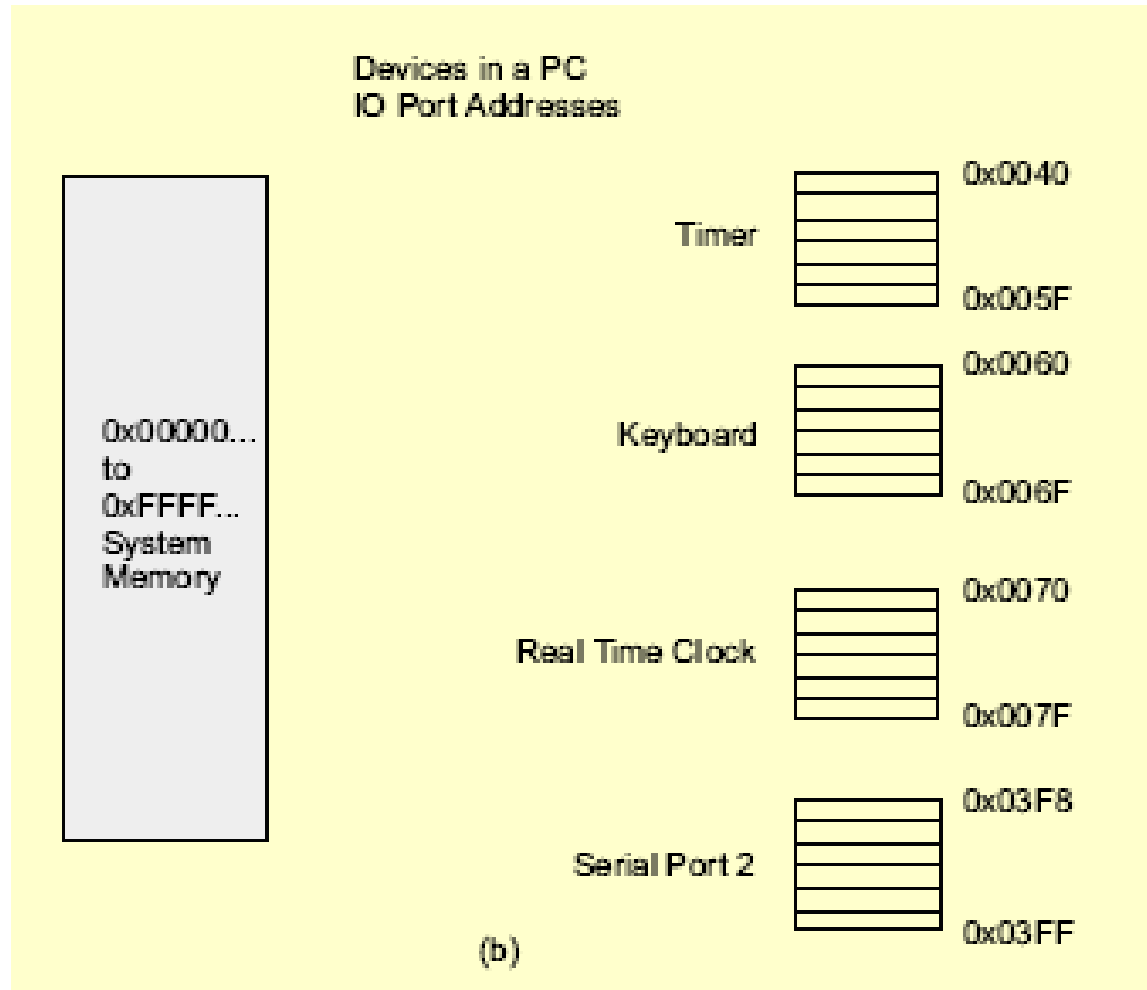 Devices in a PC
IO Port Addresses
0x00000...
to
0xFFFF...
System
Memory
Timer
0x0040
0x005F
Keyboard
0x0060
0x006F
Real Time Clock
0x0070
0x007F
Serial Port 2
0x03F8
0x03FF
(b)